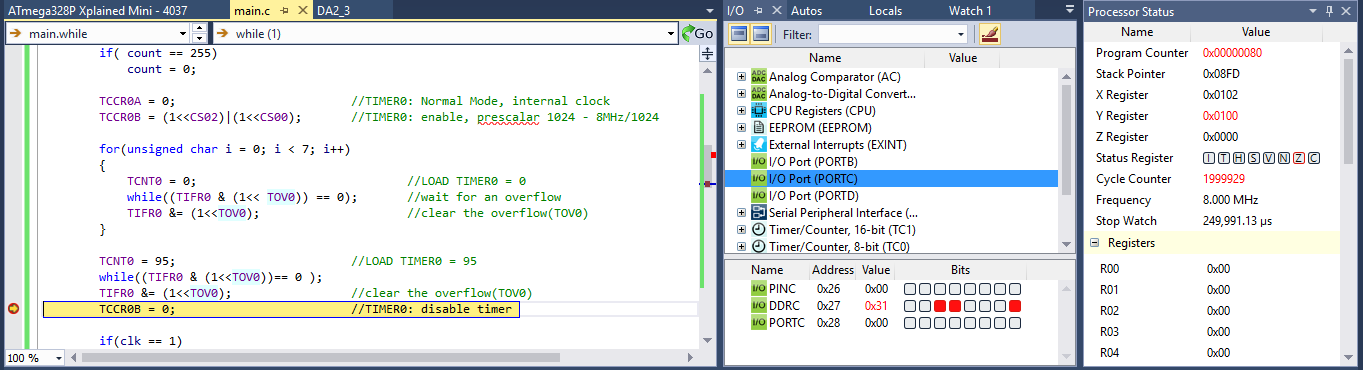 ATmega328P Xplained Mini - 4037
main.c
DA2_3
main.while
while (1)
Go
if( count == 255)
count = 0;
TCCR0A = 0; //TIMER0: Normal Mode, internal clock
TCCR0B = (1<<CS02)|(1<<CS00); //TIMER0: enable, prescalar 1024 - 8MHz/1024
for(unsigned char i = 0; i < 7; i++)
{
TCNT0 = 0; //LOAD TIMER0 = 0
while((TIFR0 & (1<< TOV0)) == 0); //wait for an overflow
TIFR0 &= (1<<TOV0); //clear the overflow(TOV0)
}
TCNT0 = 95; //LOAD TIMER0 = 95
while((TIFR0 & (1<<TOV0))== 0 );
TIFR0 &= (1<<TOV0); //clear the overflow(TOV0)
TCCR0B = 0; //TIMER0: disable timer
if(clk == 1)
100 %
I/O
Autos
Locals
Watch 1
Filter:
Name Value
Analog Comparator (AC)
Analog-to-Digital Convert...
CPU Registers (CPU)
EEPROM (EEPROM)
External Interrupts (EXINT)
I/O Port (PORTB)
I/O Port (PORTC)
I/O Port (PORTD)
Serial Peripheral Interface (...
Timer/Counter, 16-bit (TC1)
Timer/Counter, 8-bit (TC0)
Name Address Value Bits
I/O PINC 0x26 0x00
I/O DDRC 0x27 0x31
I/O PORTC 0x28 0x00
Processor Status
Name Value
Program Counter 0x00000080
Stack Pointer 0x08FD
X Register 0x0102
Y Register 0x0100
Z Register 0x0000
Status Register I T H S V N Z C
Cycle Counter 1999929
Frequency 8.000 MHz
Stop Watch 249,991.13 µs
Registers
R00 0x00
R01 0x00
R02 0x00
R03 0x00
R04 0x00